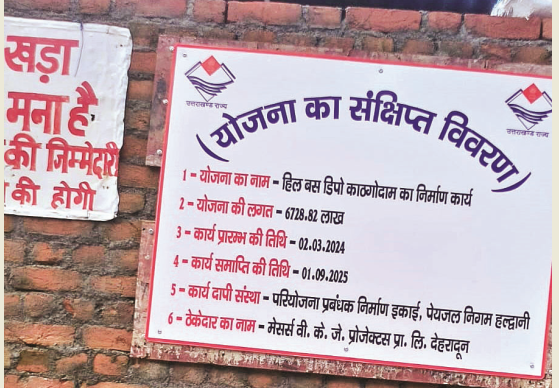 खड़ा
मना है
की जिम्मेदारी
की होगी
उत्तराखण्ड राज्य
उत्तराखण्ड राज्य
(योजना का संक्षिप्त विवरण)
1 - योजना का नाम - हिल बस डिपो काठगोदाम का निर्माण कार्य
2 - योजना की लगत - 6728.82 लाख
3 - कार्य प्रारम्भ की तिथि - 02.03.2024
4 - कार्य समाप्ति की तिथि - 01.09.2025
5 - कार्य दापी संस्था - परियोजना प्रबंधक निर्माण इकाई, पेयजल निगम हल्द्वानी
6 - ठेकेदार का नाम - मेसर्स वी. के. जे. प्रोजेक्टस प्रा. लि. देहरादून